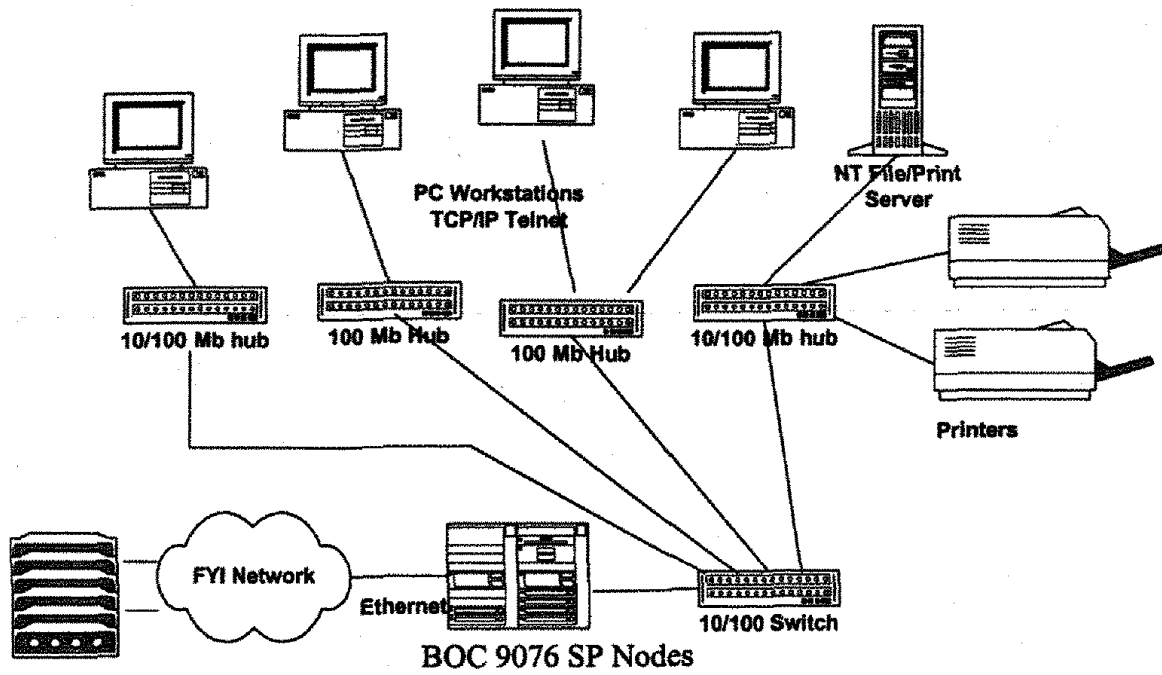 PC Workstations
TCP/IP Telnet
NT File/Print
Server
10/100 Mb hub
100 Mb Hub
100 Mb Hub
10/100 Mb hub
Printers
FYI Network
Ethernet
10/100 Switch
BOC 9076 SP Nodes